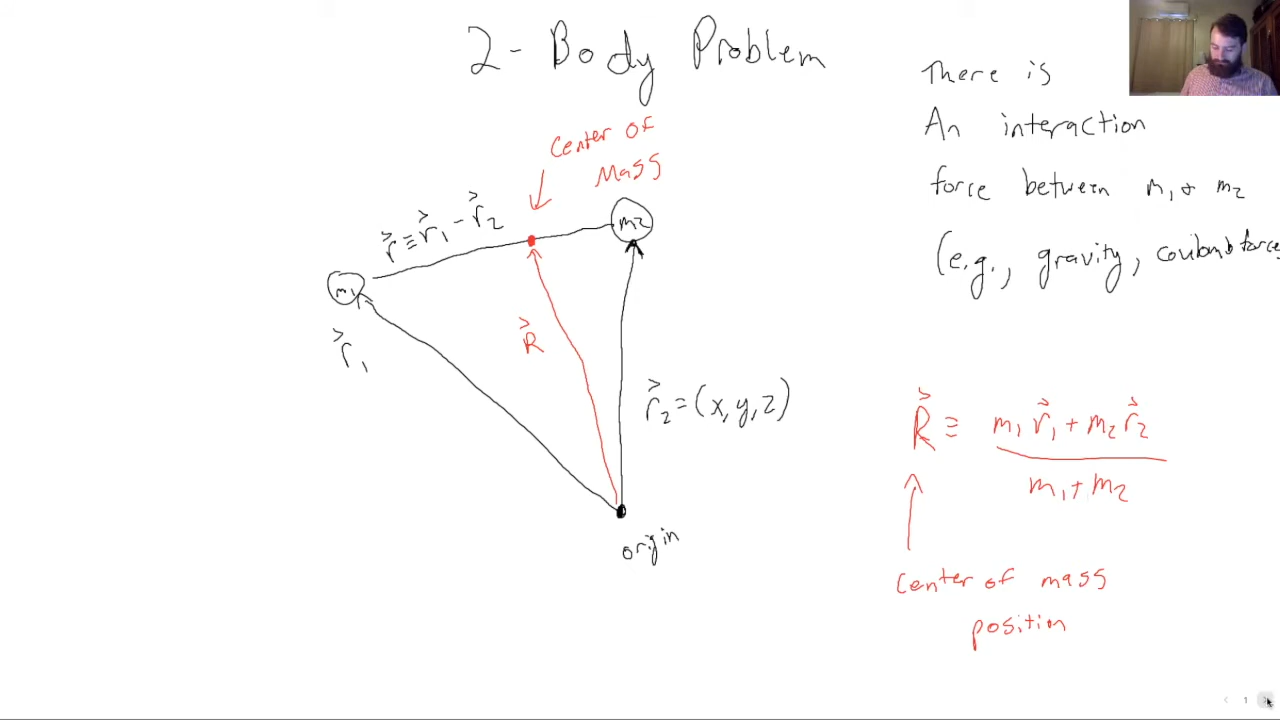 2-Body Problem
There is
An interaction
force between m₁ & m₂
(e.g., gravity, coulomb force
center of
mass
r⃗ ≡ r⃗₁ - r⃗₂
m₂
m₁
r⃗₁
R⃗
r⃗₂ = (x, y, z)
origin
R⃗ ≡ m₁r⃗₁ + m₂r⃗₂
m₁ + m₂
center of mass
position
1